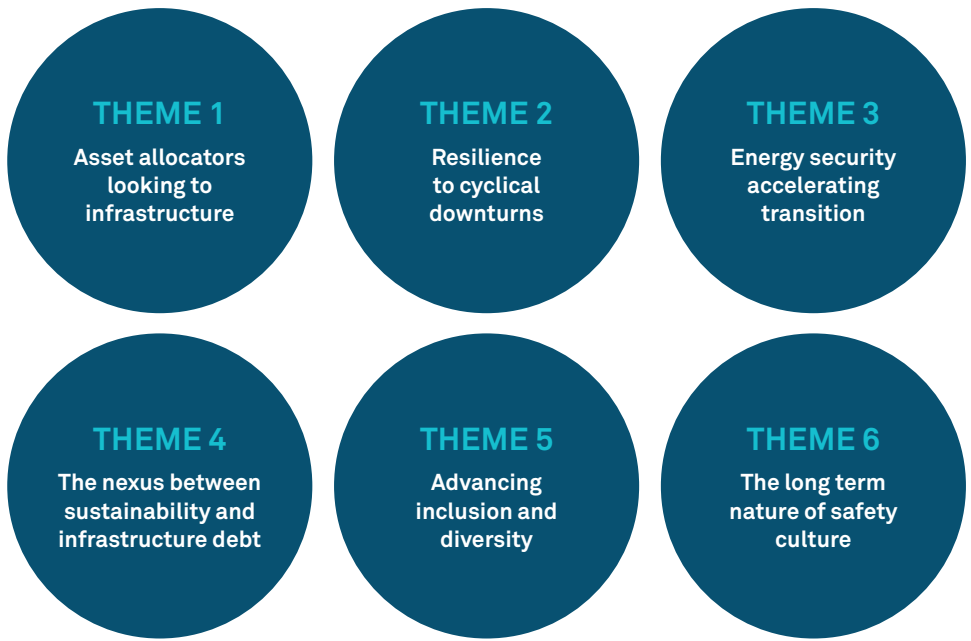 THEME 1
Asset allocators
looking to
infrastructure
THEME 2
Resilience
to cyclical
downturns
THEME 3
Energy security
accelerating
transition
THEME 4
The nexus between
sustainability and
infrastructure debt
THEME 5
Advancing
inclusion and
diversity
THEME 6
The long term
nature of safety
culture